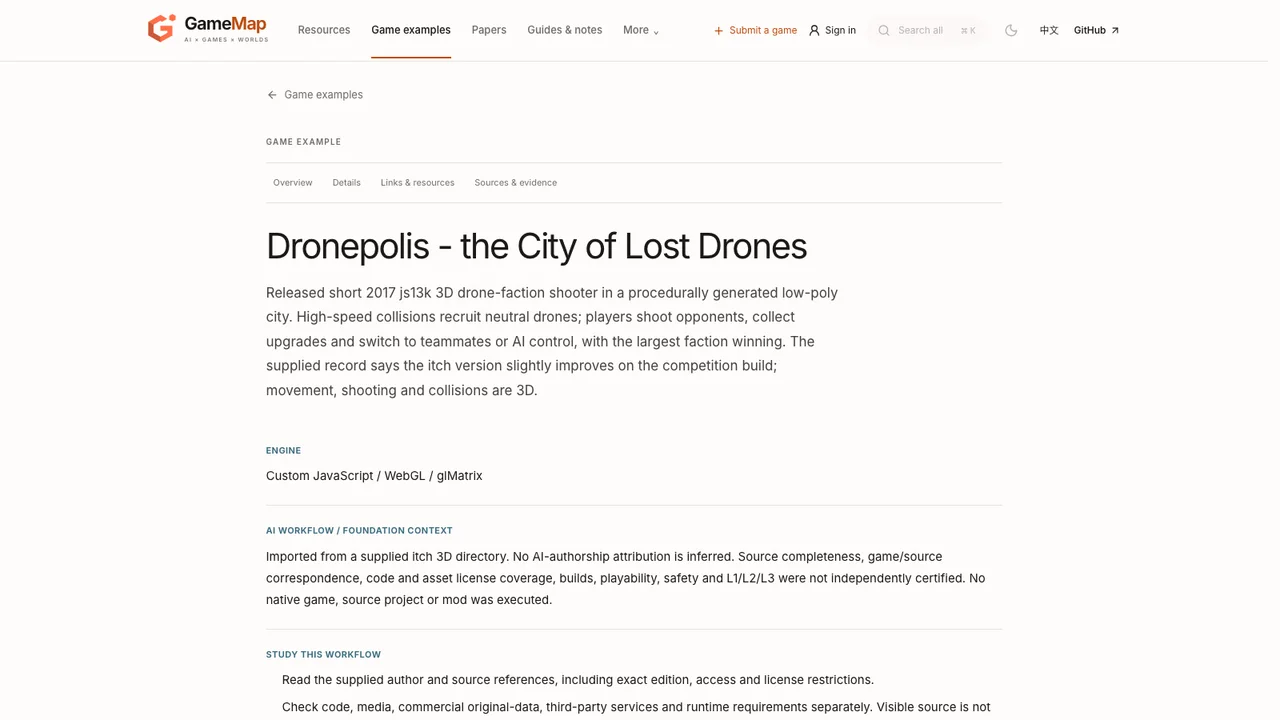 GameMap
AI × GAMES × WORLDS
Resources
Game examples
Papers
Guides & notes
More
+ Submit a game
Sign in
Search all
⌘ K
中文
GitHub ↗
← Game examples
GAME EXAMPLE
Overview
Details
Links & resources
Sources & evidence
Dronepolis - the City of Lost Drones
Released short 2017 js13k 3D drone-faction shooter in a procedurally generated low-poly
city. High-speed collisions recruit neutral drones; players shoot opponents, collect
upgrades and switch to teammates or AI control, with the largest faction winning. The
supplied record says the itch version slightly improves on the competition build;
movement, shooting and collisions are 3D.
ENGINE
Custom JavaScript / WebGL / glMatrix
AI WORKFLOW / FOUNDATION CONTEXT
Imported from a supplied itch 3D directory. No AI-authorship attribution is inferred. Source completeness, game/source
correspondence, code and asset license coverage, builds, playability, safety and L1/L2/L3 were not independently certified. No
native game, source project or mod was executed.
STUDY THIS WORKFLOW
Read the supplied author and source references, including exact edition, access and license restrictions.
Check code, media, commercial original-data, third-party services and runtime requirements separately. Visible source is not